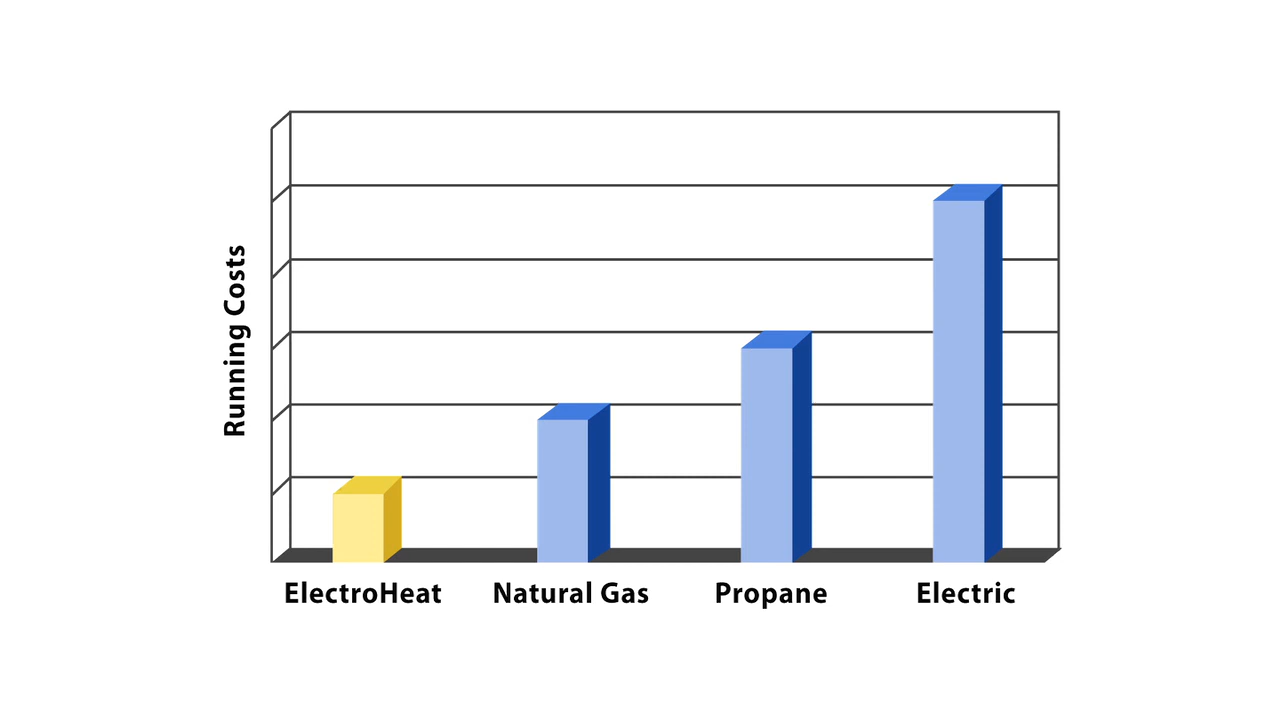 Running Costs
ElectroHeat
Natural Gas
Propane
Electric